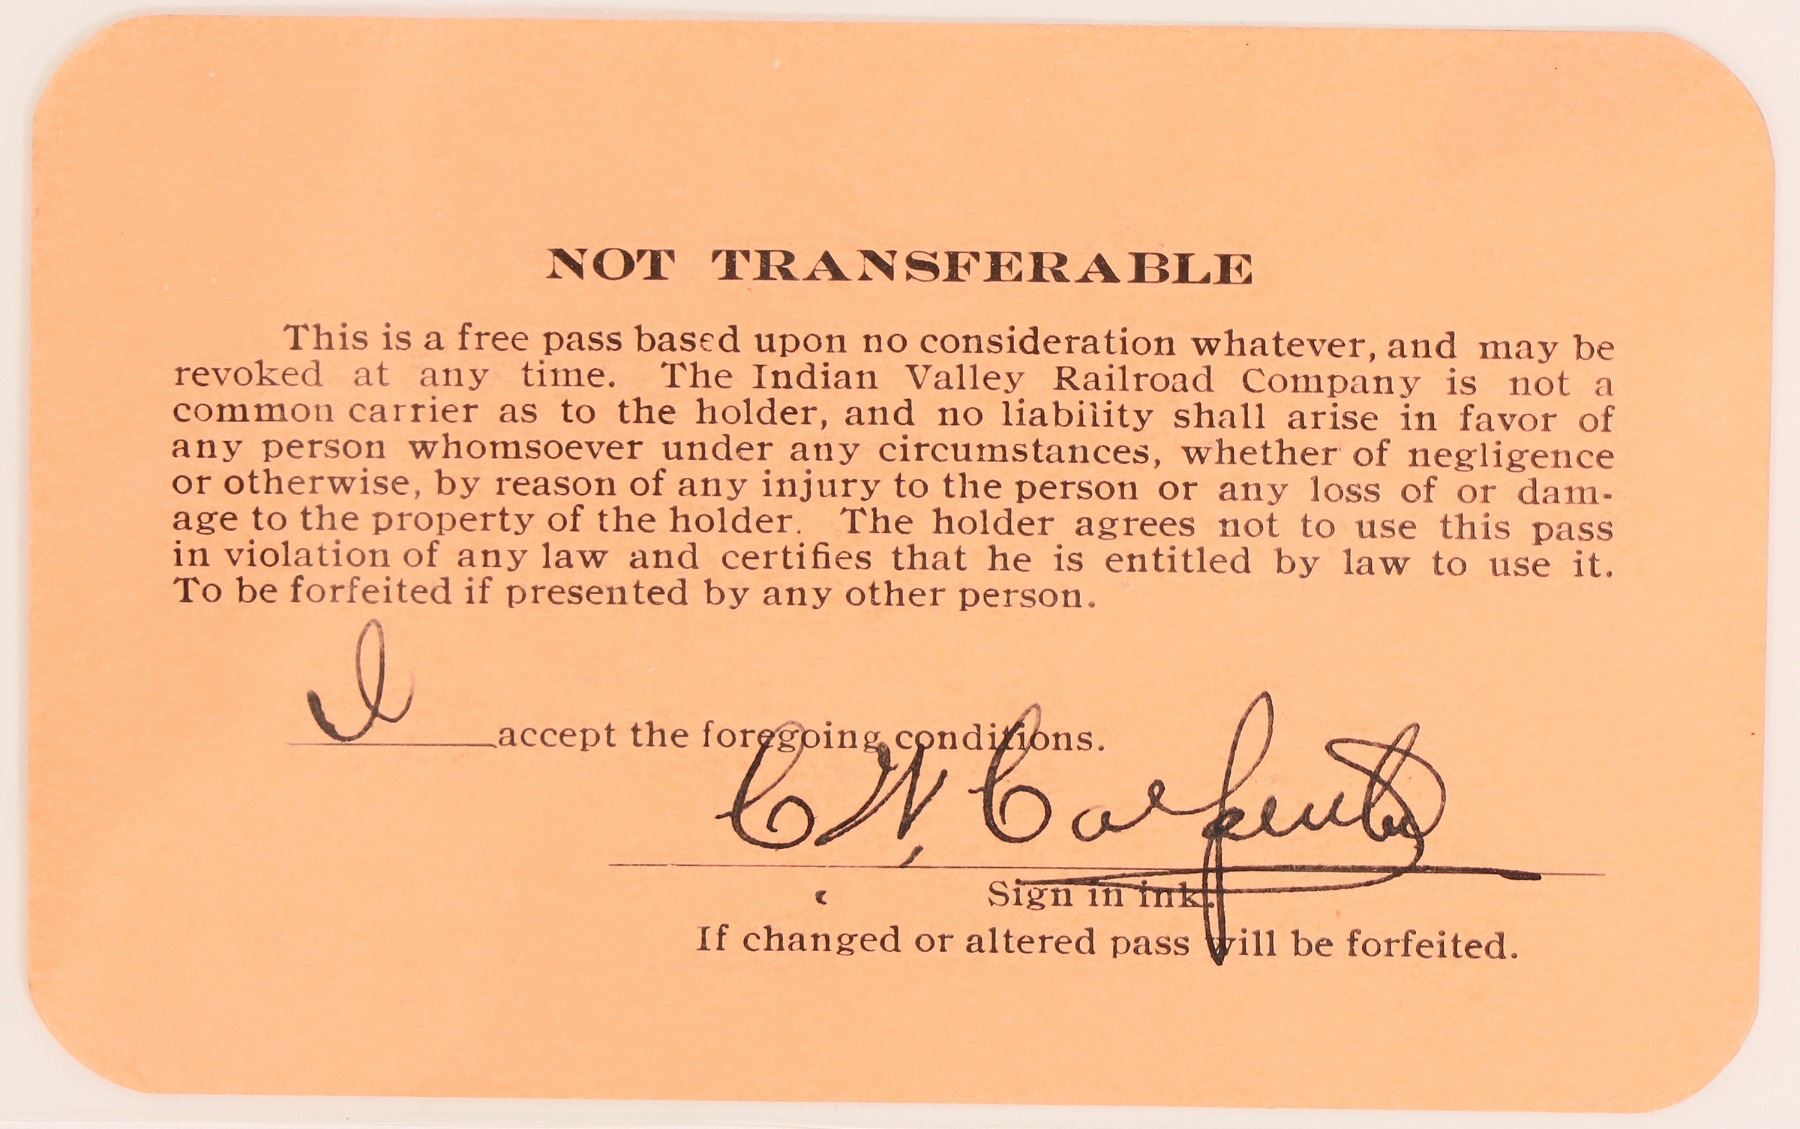 NOT TRANSFERABLE
This is a free pass based upon no consideration whatever, and may be
revoked at any time. The Indian Valley Railroad Company is not a
common carrier as to the holder, and no liability shall arise in favor of
any person whomsoever under any circumstances, whether of negligence
or otherwise, by reason of any injury to the person or any loss of or dam-
age to the property of the holder. The holder agrees not to use this pass
in violation of any law and certifies that he is entitled by law to use it.
To be forfeited if presented by any other person.
I accept the foregoing conditions.
C W, Carpenter
Sign in ink.
If changed or altered pass will be forfeited.